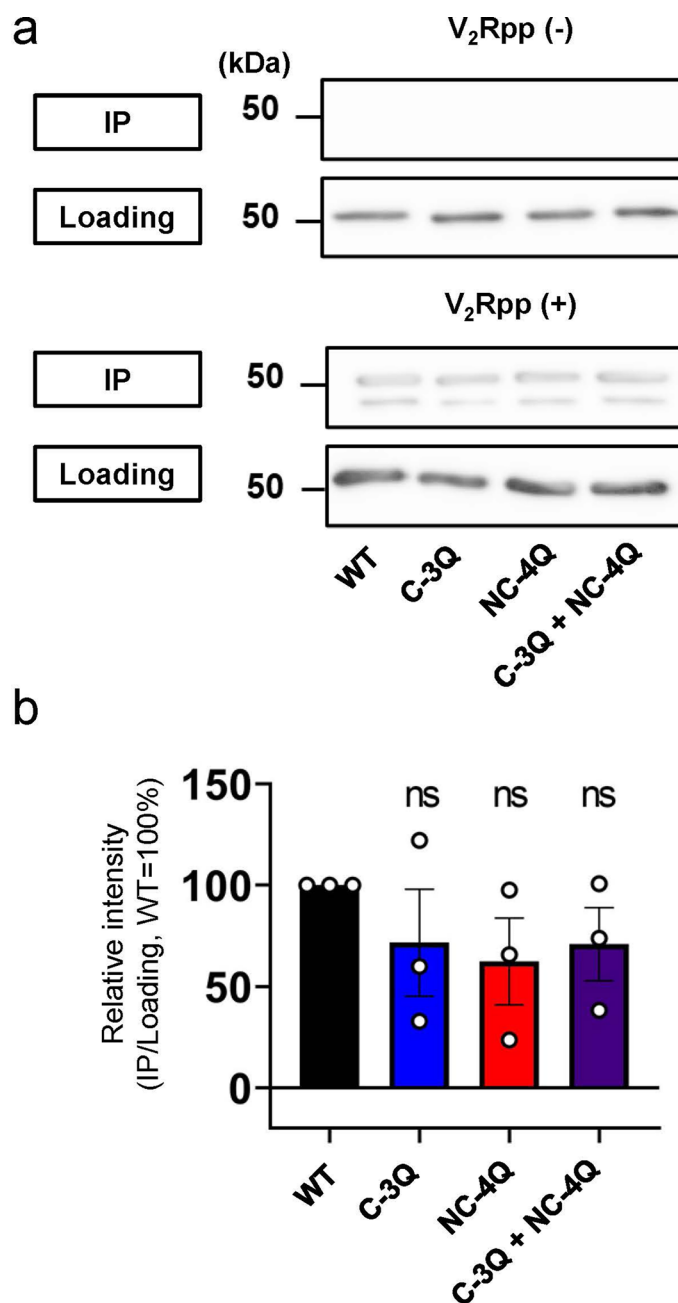 a
V₂Rpp (-)
(kDa)
IP
50
Loading
50
V₂Rpp (+)
IP
50
Loading
50
WT
C-3Q
NC-4Q
C-3Q + NC-4Q
b
Relative intensity
(IP/Loading, WT=100%)
150
100
50
0
ns
ns
ns
WT
C-3Q
NC-4Q
C-3Q + NC-4Q